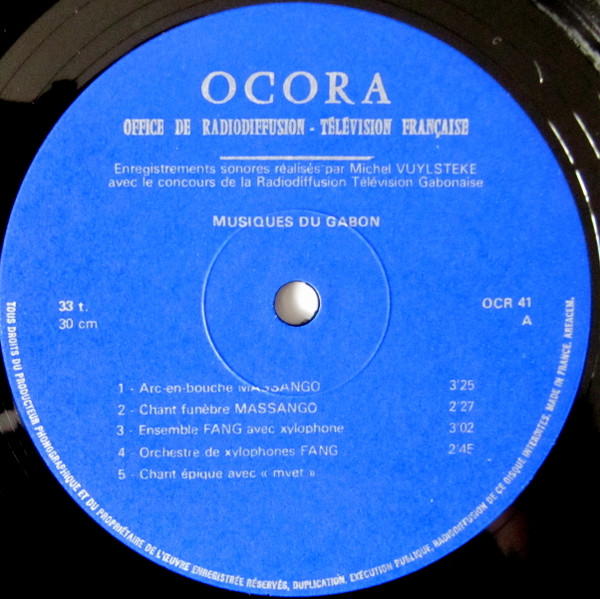 OCORA
OFFICE DE RADIODIFFUSION - TÉLÉVISION FRANÇAISE
Enregistrements sonores réalisés par Michel VUYLSTEKE
avec le concours de la Radiodiffusion Télévision Gabonaise
MUSIQUES DU GABON
33 t.
30 cm
OCR 41
A
1 - Arc-en-bouche MASSANGO 3'25
2 - Chant funèbre MASSANGO 2'27
3 - Ensemble FANG avec xylophone 3'02
4 - Orchestre de xylophones FANG 2'45
5 - Chant épique avec « mvet »
TOUS DROITS DU PRODUCTEUR PHONOGRAPHIQUE ET DU PROPRIÉTAIRE DE L'ŒUVRE ENREGISTRÉE RÉSERVÉS, DUPLICATION, EXÉCUTION PUBLIQUE, RADIODIFFUSION DE CE DISQUE INTERDITES. MADE IN FRANCE. AREACEM.